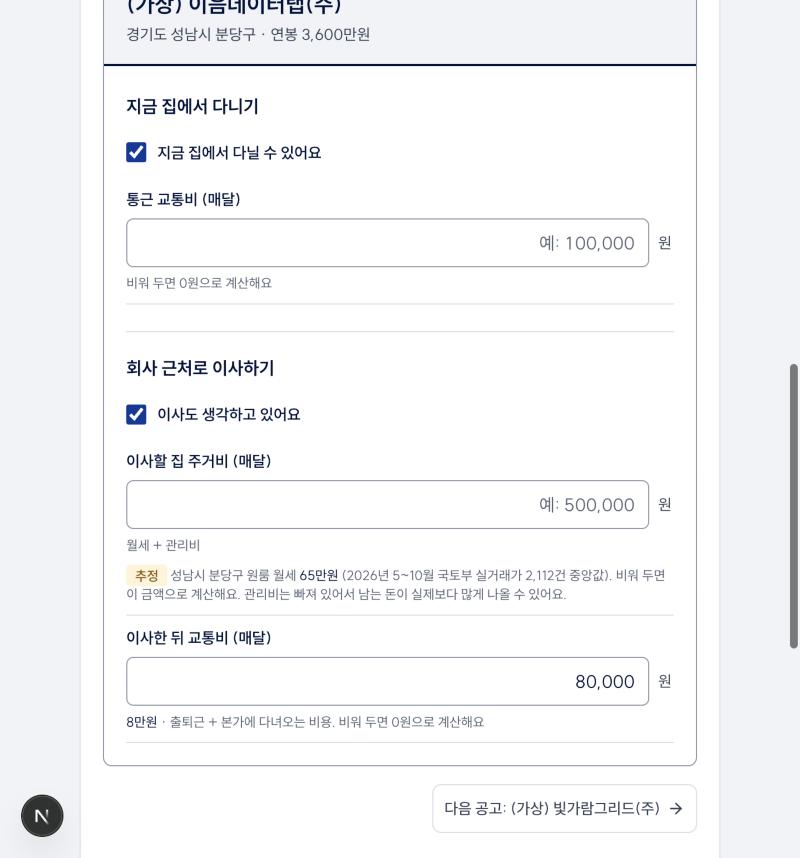 (가상) 이음데이터랩(주)
경기도 성남시 분당구 · 연봉 3,600만원
지금 집에서 다니기
지금 집에서 다닐 수 있어요
통근 교통비 (매달)
예: 100,000 원
비워 두면 0원으로 계산해요
회사 근처로 이사하기
이사도 생각하고 있어요
이사할 집 주거비 (매달)
예: 500,000 원
월세 + 관리비
추정 성남시 분당구 원룸 월세 65만원 (2026년 5~10월 국토부 실거래가 2,112건 중앙값). 비워 두면
이 금액으로 계산해요. 관리비는 빠져 있어서 남는 돈이 실제보다 많게 나올 수 있어요.
이사한 뒤 교통비 (매달)
80,000 원
8만원 · 출퇴근 + 본가에 다녀오는 비용. 비워 두면 0원으로 계산해요
다음 공고: (가상) 빛가람그리드(주) →
N